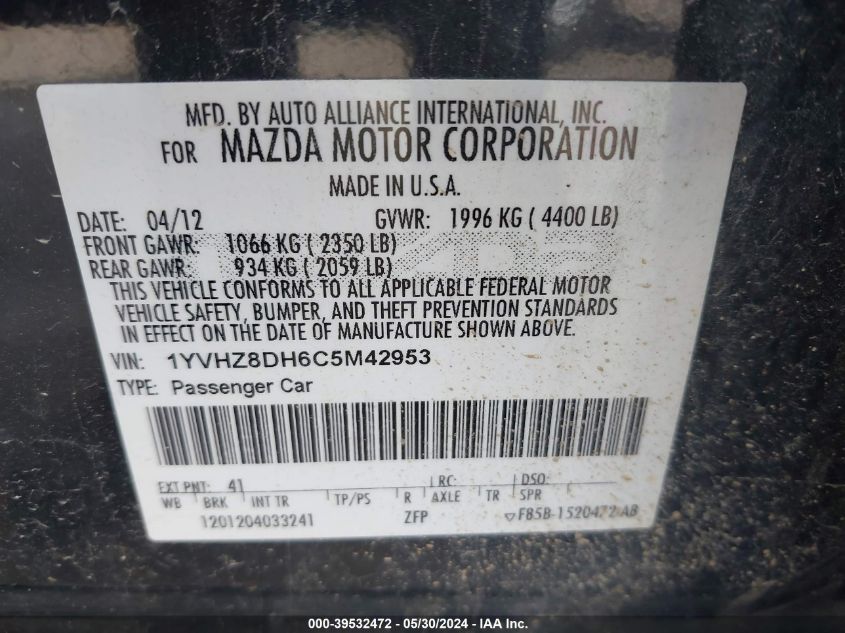 MFD. BY AUTO ALLIANCE INTERNATIONAL, INC.
FOR MAZDA MOTOR CORPORATION
MADE IN U.S.A.
DATE: 04/12 GVWR: 1996 KG ( 4400 LB)
FRONT GAWR: 1066 KG ( 2350 LB)
REAR GAWR: 934 KG ( 2059 LB)
THIS VEHICLE CONFORMS TO ALL APPLICABLE FEDERAL MOTOR
VEHICLE SAFETY, BUMPER, AND THEFT PREVENTION STANDARDS
IN EFFECT ON THE DATE OF MANUFACTURE SHOWN ABOVE.
VIN: 1YVHZ8DH6C5M42953
TYPE: Passenger Car
EXT PNT: 41 RC: DSO:
WB BRK INT TR TP/PS R AXLE TR SPR
1201204033241 ZFP ▽F85B-1520472-AB
000-39532472 — 05/30/2024 — IAA Inc.